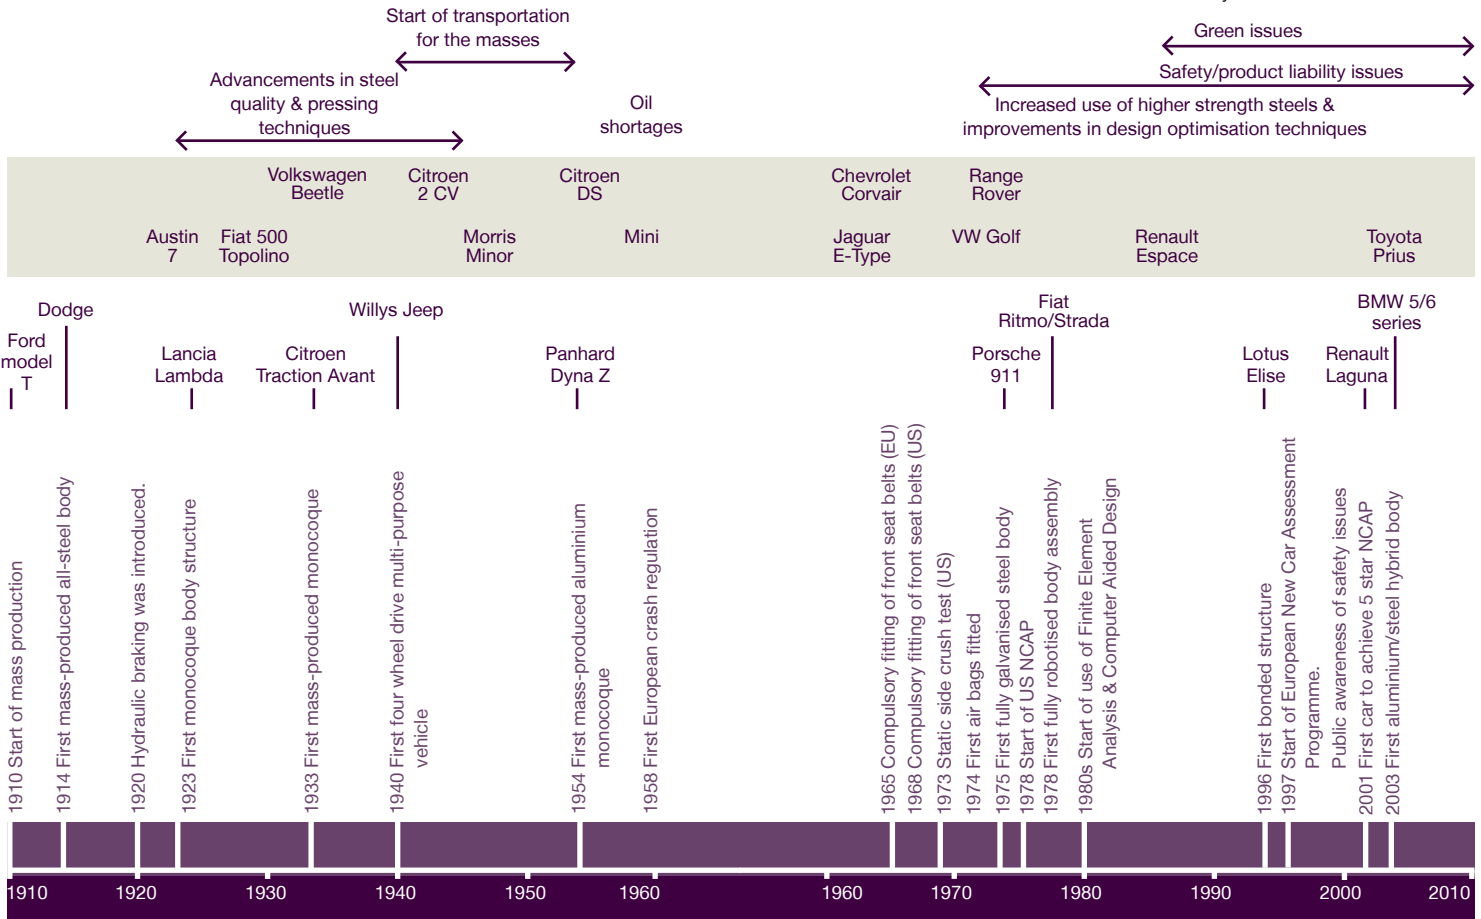 Start of transportation
for the masses
Green issues
Advancements in steel
quality & pressing
techniques
Oil
shortages
Safety/product liability issues
Increased use of higher strength steels &
improvements in design optimisation techniques
Volkswagen
Beetle
Citroen
2 CV
Citroen
DS
Chevrolet
Corvair
Range
Rover
Austin
7
Fiat 500
Topolino
Morris
Minor
Mini
Jaguar
E-Type
VW Golf
Renault
Espace
Toyota
Prius
Dodge
Willys Jeep
Fiat
Ritmo/Strada
BMW 5/6
series
Ford
model
T
Lancia
Lambda
Citroen
Traction Avant
Panhard
Dyna Z
Porsche
911
Lotus
Elise
Renault
Laguna
1910 Start of mass production
1914 First mass-produced all-steel body
1920 Hydraulic braking was introduced.
1923 First monocoque body structure
1933 First mass-produced monocoque
1940 First four wheel drive multi-purpose
vehicle
1954 First mass-produced aluminium
monocoque
1958 First European crash regulation
1965 Compulsory fitting of front seat belts (EU)
1968 Compulsory fitting of front seat belts (US)
1973 Static side crush test (US)
1974 First air bags fitted
1975 First fully galvanised steel body
1978 Start of US NCAP
1978 First fully robotised body assembly
1980s Start of use of Finite Element
Analysis & Computer Aided Design
1996 First bonded structure
1997 Start of European New Car Assessment
Programme.
Public awareness of safety issues
2001 First car to achieve 5 star NCAP
2003 First aluminium/steel hybrid body
1910
1920
1930
1940
1950
1960
1960
1970
1980
1990
2000
2010